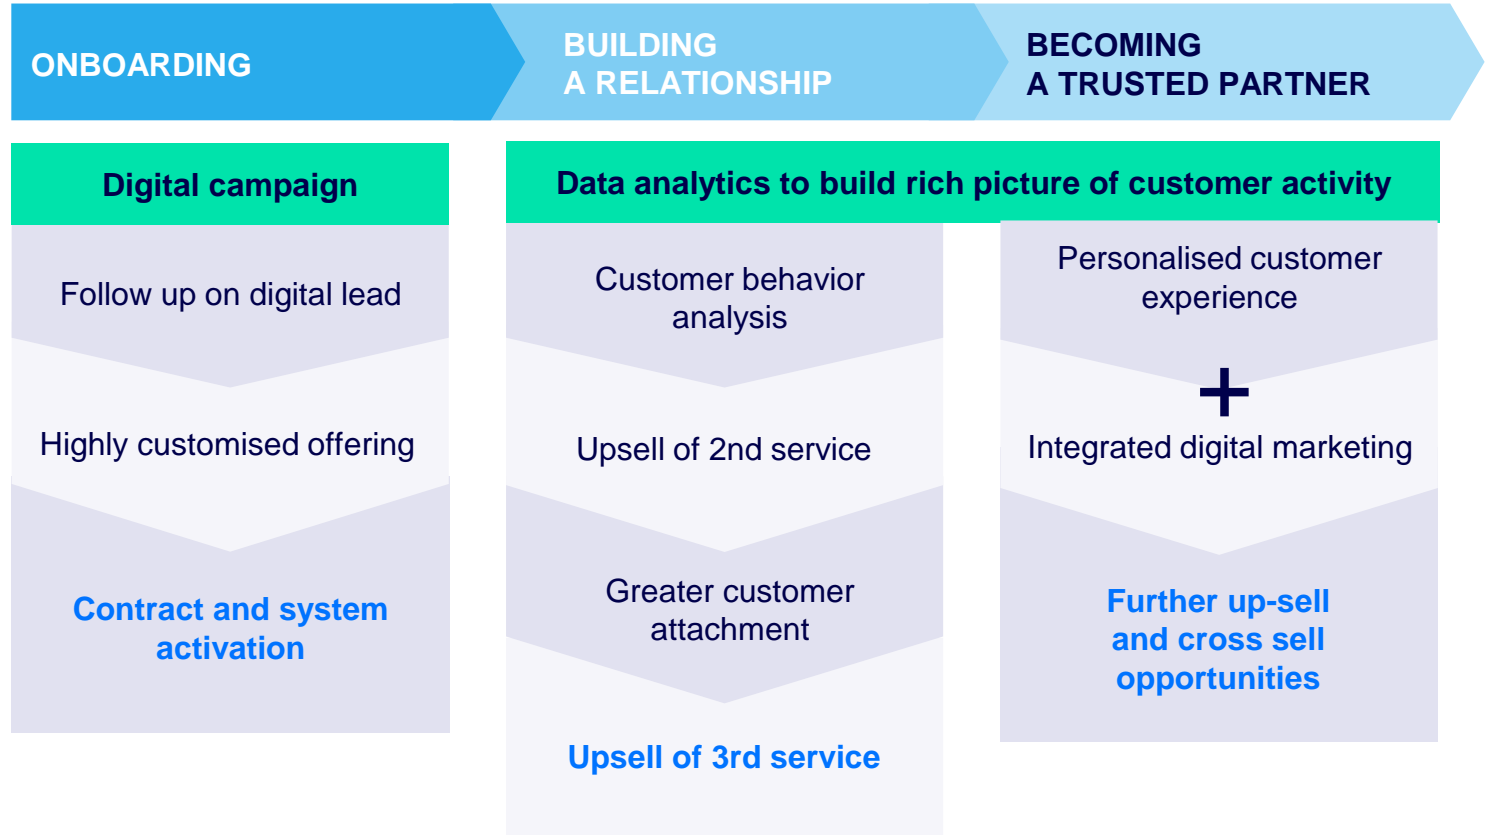 ONBOARDING
BUILDING
A RELATIONSHIP
BECOMING
A TRUSTED PARTNER
Digital campaign
Follow up on digital lead
Highly customised offering
Contract and system
activation
Data analytics to build rich picture of customer activity
Customer behavior
analysis
Upsell of 2nd service
Greater customer
attachment
Upsell of 3rd service
Personalised customer
experience
+
Integrated digital marketing
Further up-sell
and cross sell
opportunities